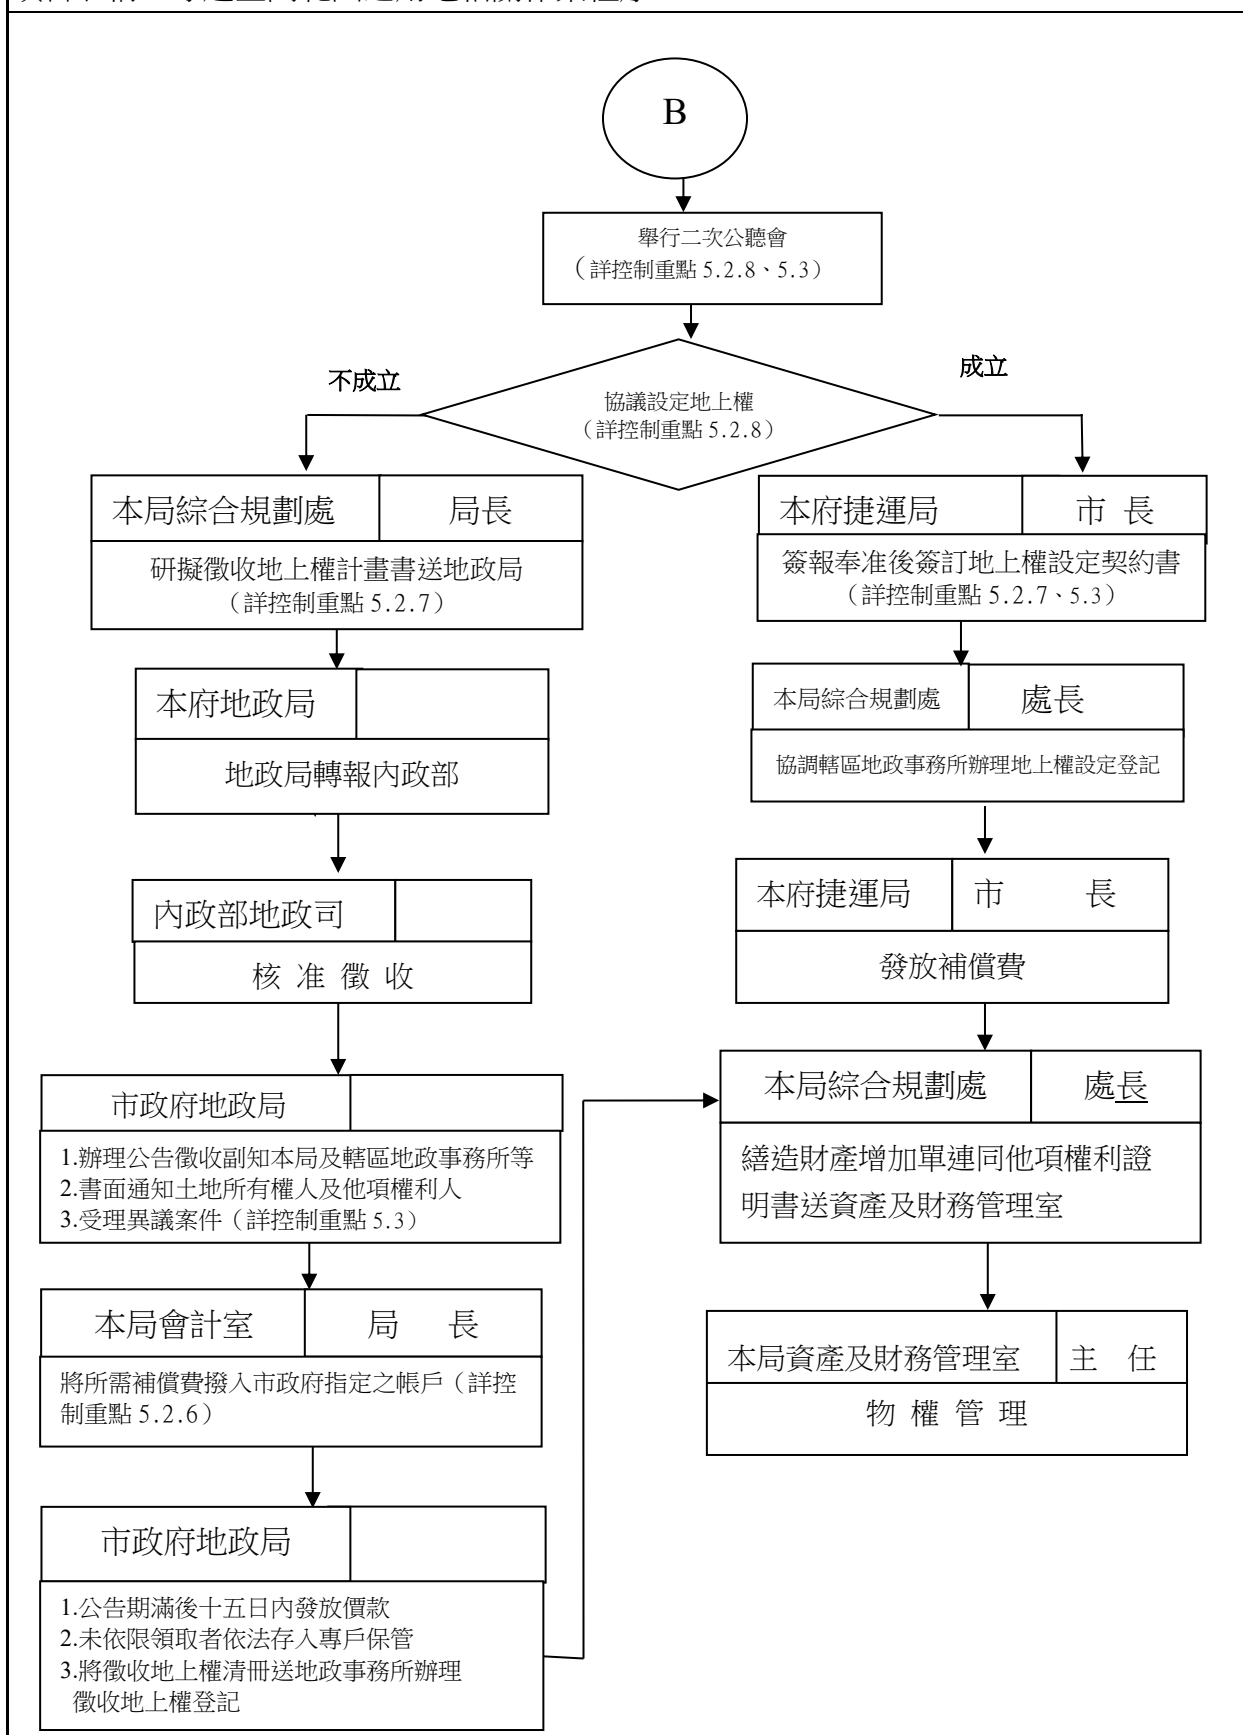 B
舉行二次公聽會
（詳控制重點 5.2.8、5.3）
不成立
成立
協議設定地上權
（詳控制重點 5.2.8）
本局綜合規劃處
局長
研擬徵收地上權計畫書送地政局
（詳控制重點 5.2.7）
本府地政局
地政局轉報內政部
內政部地政司
核 准 徵 收
市政府地政局
1.辦理公告徵收副知本局及轄區地政事務所等
2.書面通知土地所有權人及他項權利人
3.受理異議案件（詳控制重點 5.3）
本局會計室
局　長
將所需補償費撥入市政府指定之帳戶（詳控
制重點 5.2.6）
市政府地政局
1.公告期滿後十五日內發放價款
2.未依限領取者依法存入專戶保管
3.將徵收地上權清冊送地政事務所辦理
徵收地上權登記
本府捷運局
市 長
簽報奉准後簽訂地上權設定契約書
（詳控制重點 5.2.7、5.3）
本局綜合規劃處
處長
協調轄區地政事務所辦理地上權設定登記
本府捷運局
市　　長
發放補償費
本局綜合規劃處
處長
繕造財產增加單連同他項權利證
明書送資產及財務管理室
本局資產及財務管理室
主　任
物 權 管 理